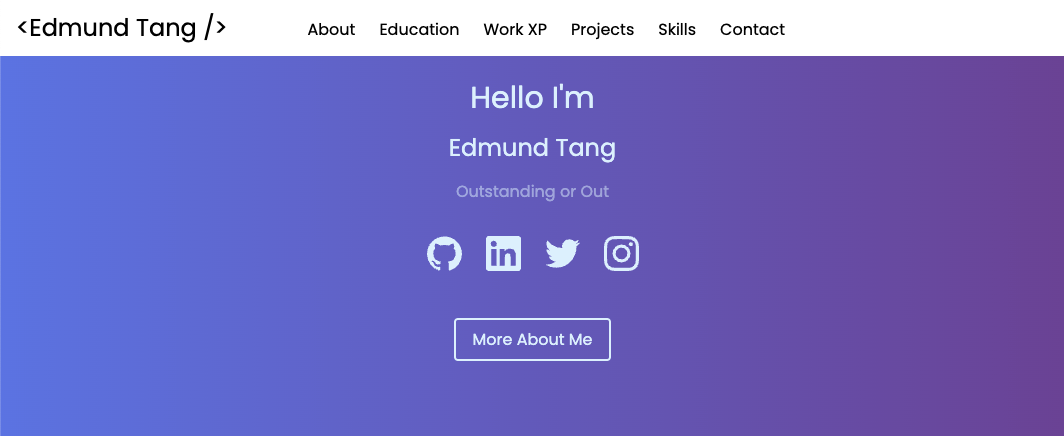 <Edmund Tang /> About Education Work XP Projects Skills Contact
Hello I'm
Edmund Tang
Outstanding or Out
More About Me